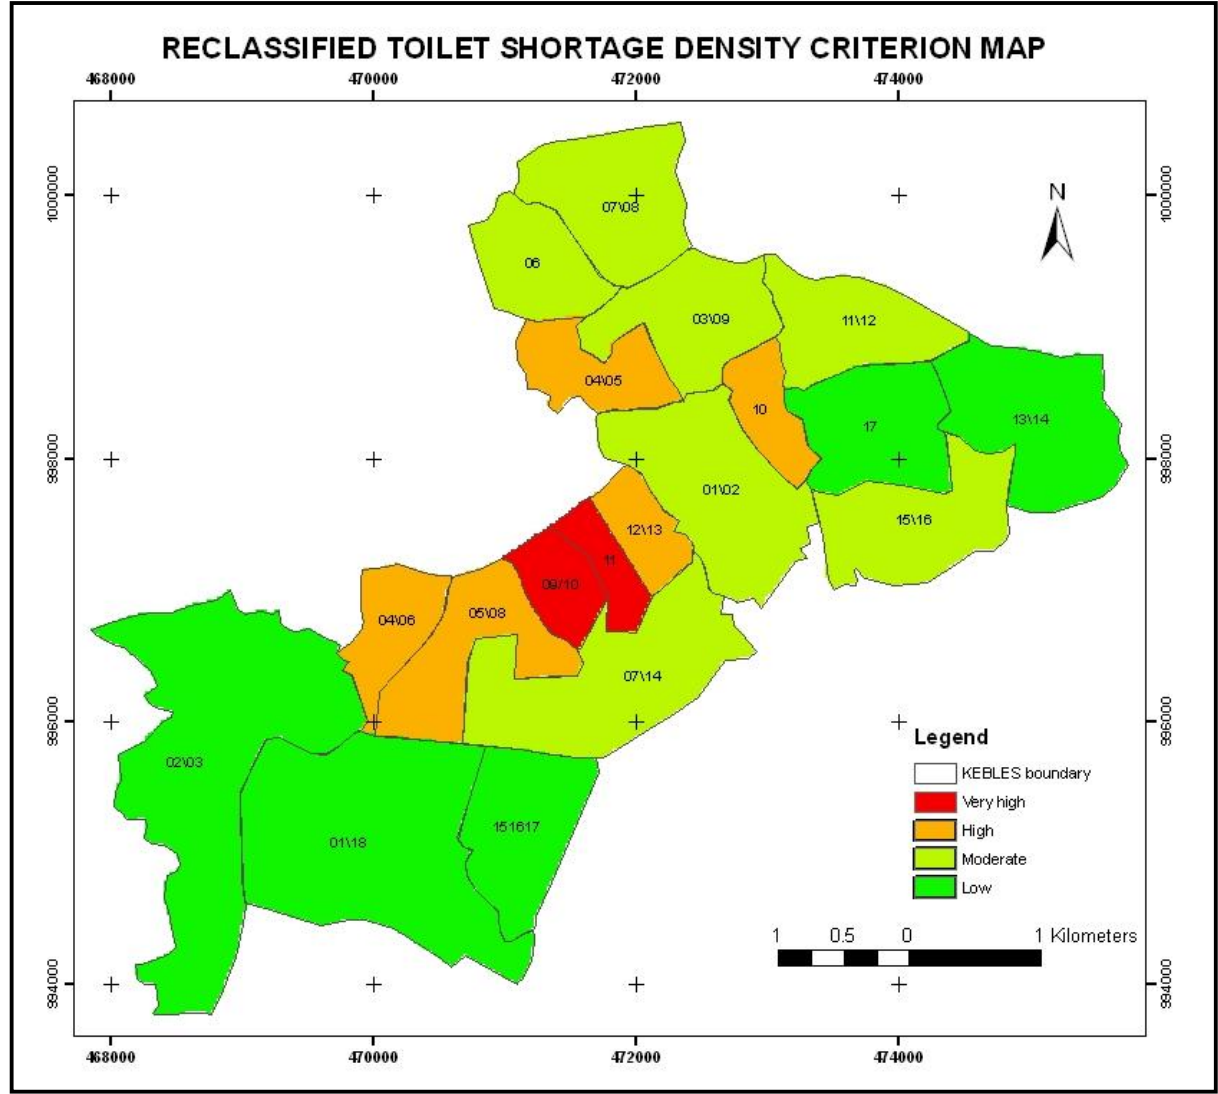 RECLASSIFIED TOILET SHORTAGE DENSITY CRITERION MAP
468000 470000 472000 474000
1000000 1000000
N
07\08
06
03\09
11\12
04\05
10
13\14
17
998000 998000
01\02
15\16
12\13
11
09/10
05\08
04\06
07\14
996000 996000
02\03
01\18
151617
Legend
KEBLES boundary
Very high
High
Moderate
Low
1 0.5 0 1 Kilometers
994000 994000
468000 470000 472000 474000